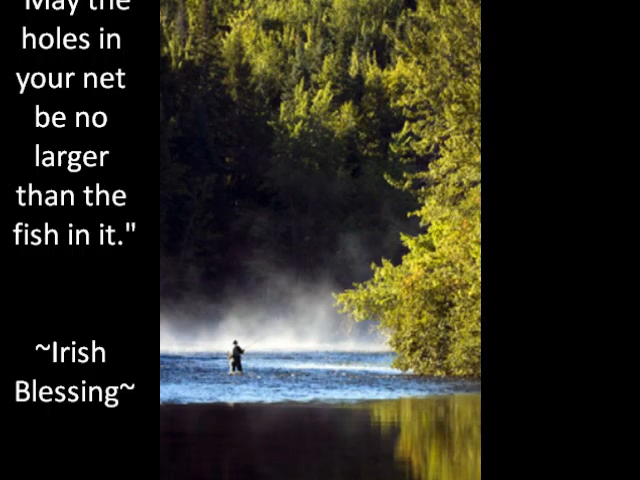 "May the
holes in
your net
be no
larger
than the
fish in it."
~Irish
Blessing~